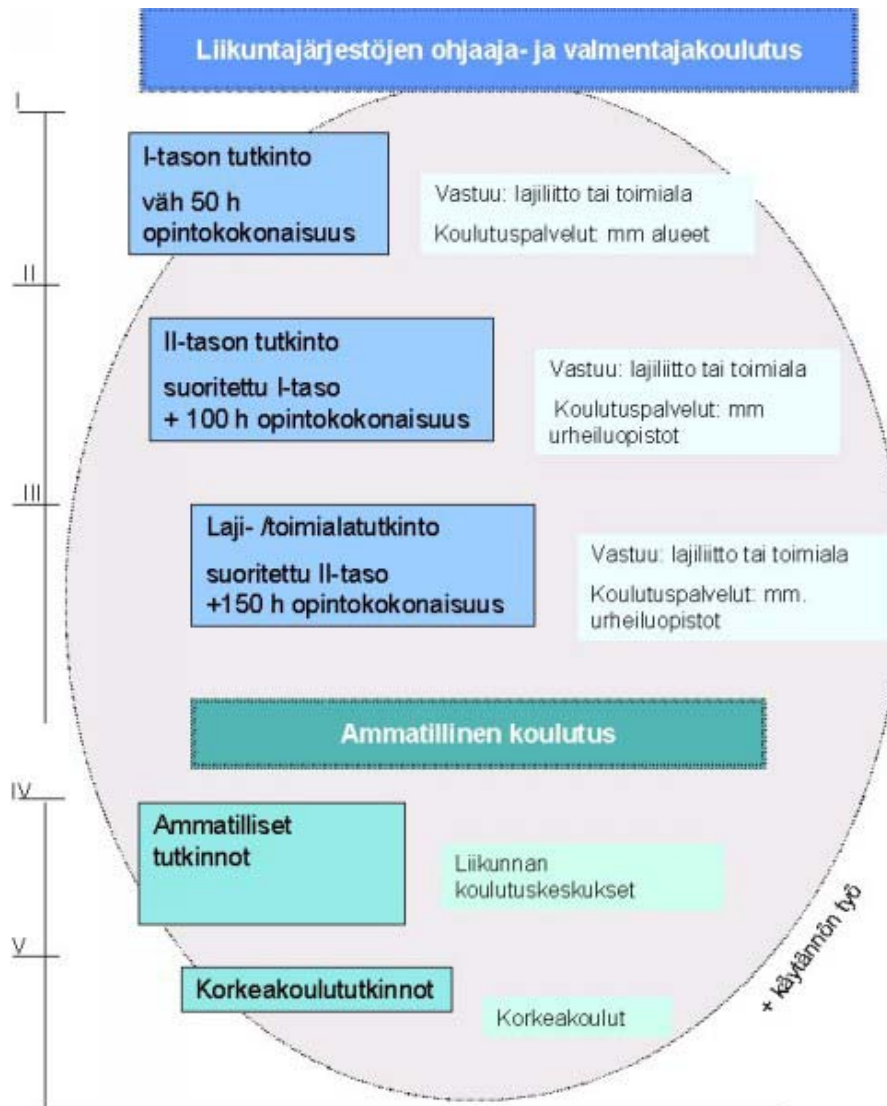 Liikuntajärjestöjen ohjaaja- ja valmentajakoulutus
I
I-tason tutkinto
väh 50 h
opintokokonaisuus
Vastuu: lajiliitto tai toimiala
Koulutuspalvelut: mm alueet
II
II-tason tutkinto
suoritettu I-taso
+ 100 h opintokokonaisuus
Vastuu: lajiliitto tai toimiala
Koulutuspalvelut: mm
urheiluopistot
III
Laji- /toimialatutkinto
suoritettu II-taso
+150 h opintokokonaisuus
Vastuu: lajiliitto tai toimiala
Koulutuspalvelut: mm.
urheiluopistot
Ammatillinen koulutus
IV
Ammatilliset
tutkinnot
Liikunnan
koulutuskeskukset
V
Korkeakoulututkinnot
Korkeakoulut
+ käytännön työ